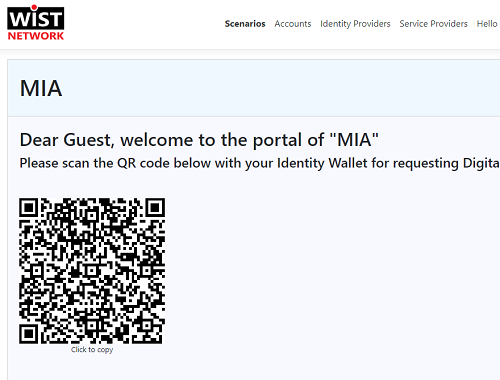 WiST
NETWORK
Scenarios Accounts Identity Providers Service Providers Hello
MIA
Dear Guest, welcome to the portal of "MIA"
Please scan the QR code below with your Identity Wallet for requesting Digita
Click to copy